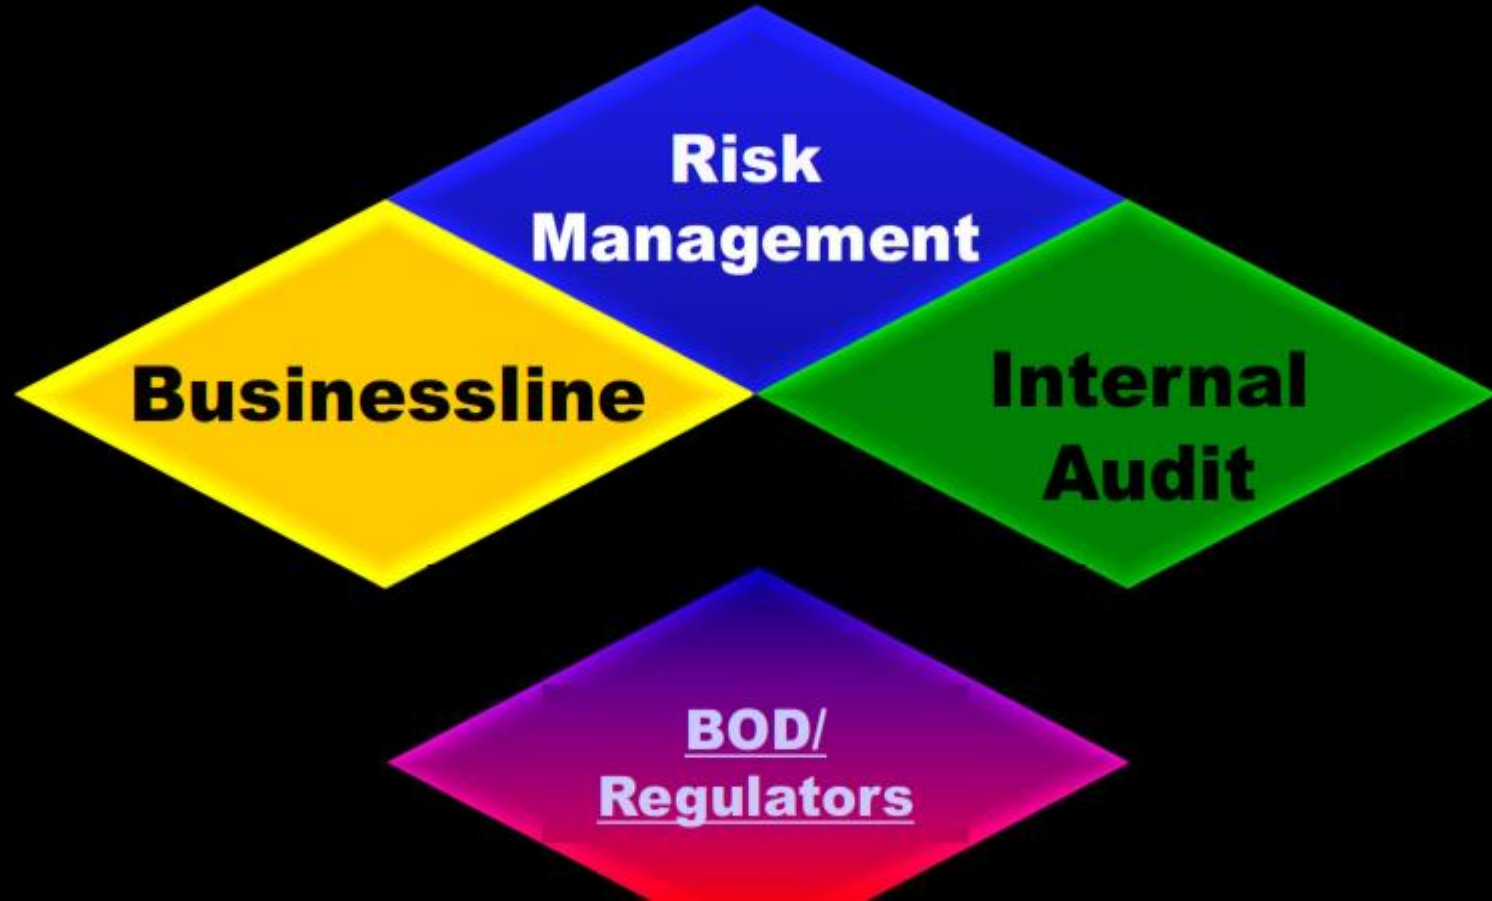 Risk
Management
Businessline
Internal
Audit
BOD/
Regulators